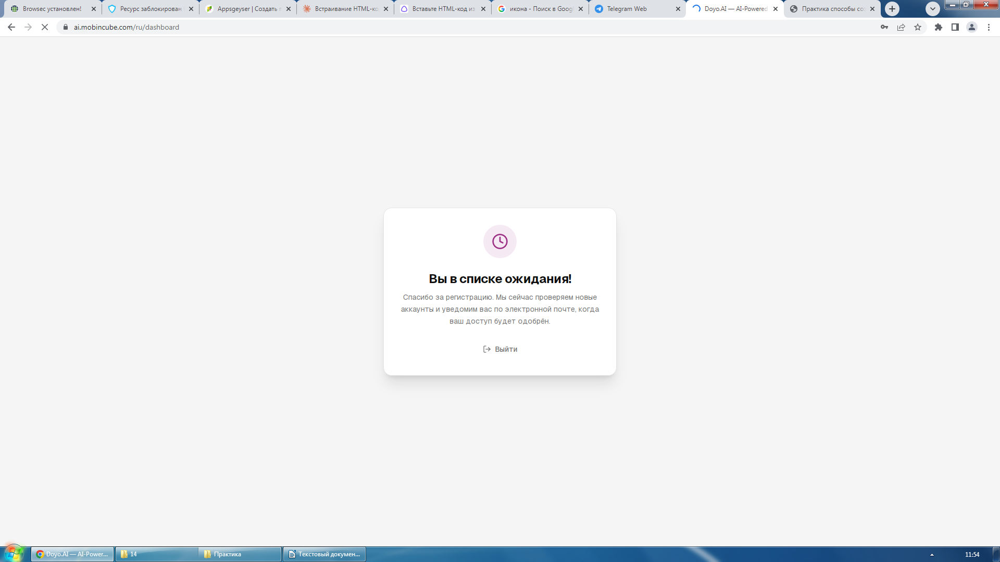 Browsec установлен!
Ресурс заблокирован
Appsgeyser | Создать
Встраивание HTML-ко
Вставьте HTML-код из
икона - Поиск в Goog
Telegram Web
Doyo.AI — AI-Powered
Практика способы со
ai.mobincube.com/ru/dashboard
Вы в списке ожидания!
Спасибо за регистрацию. Мы сейчас проверяем новые
аккаунты и уведомим вас по электронной почте, когда
ваш доступ будет одобрён.
Выйти
Doyo.AI — AI-Power...
14
Практика
Текстовый докумен...
11:54